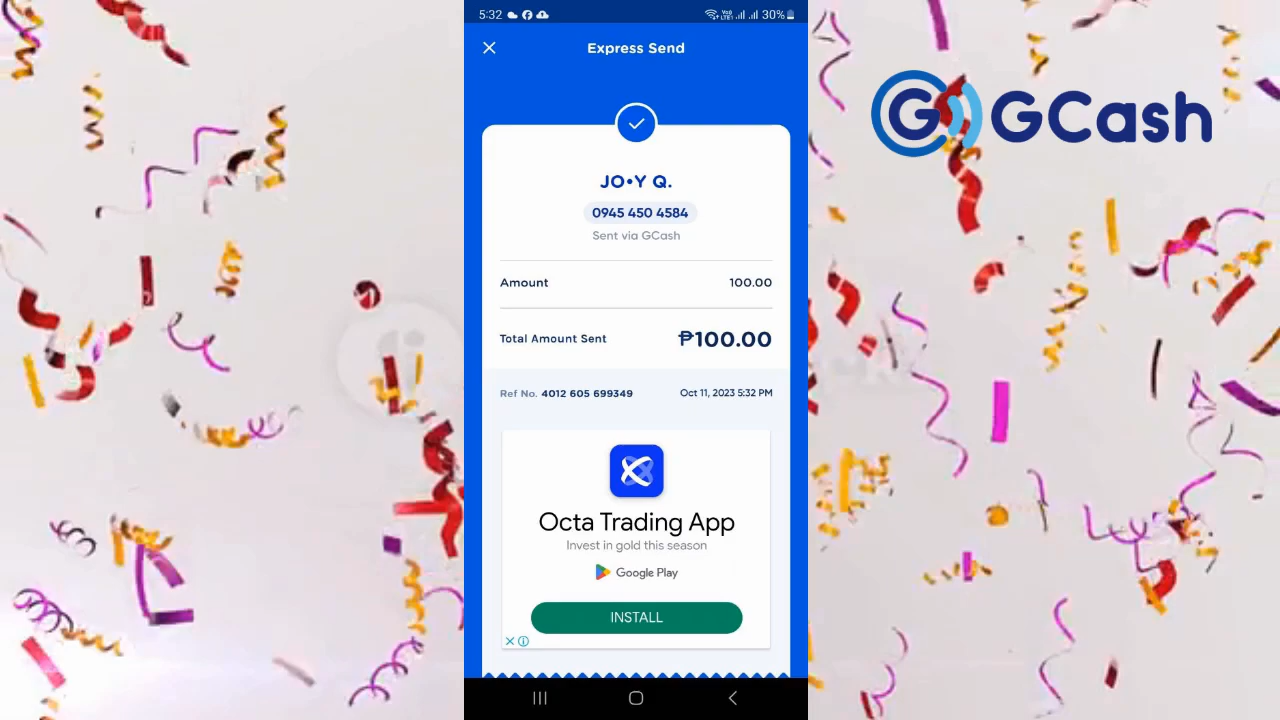 5:32
30%
Express Send
GCash
JO•Y Q.
0945 450 4584
Sent via GCash
Amount 100.00
Total Amount Sent ₱100.00
Ref No. 4012 605 699349 Oct 11, 2023 5:32 PM
Octa Trading App
Invest in gold this season
Google Play
INSTALL